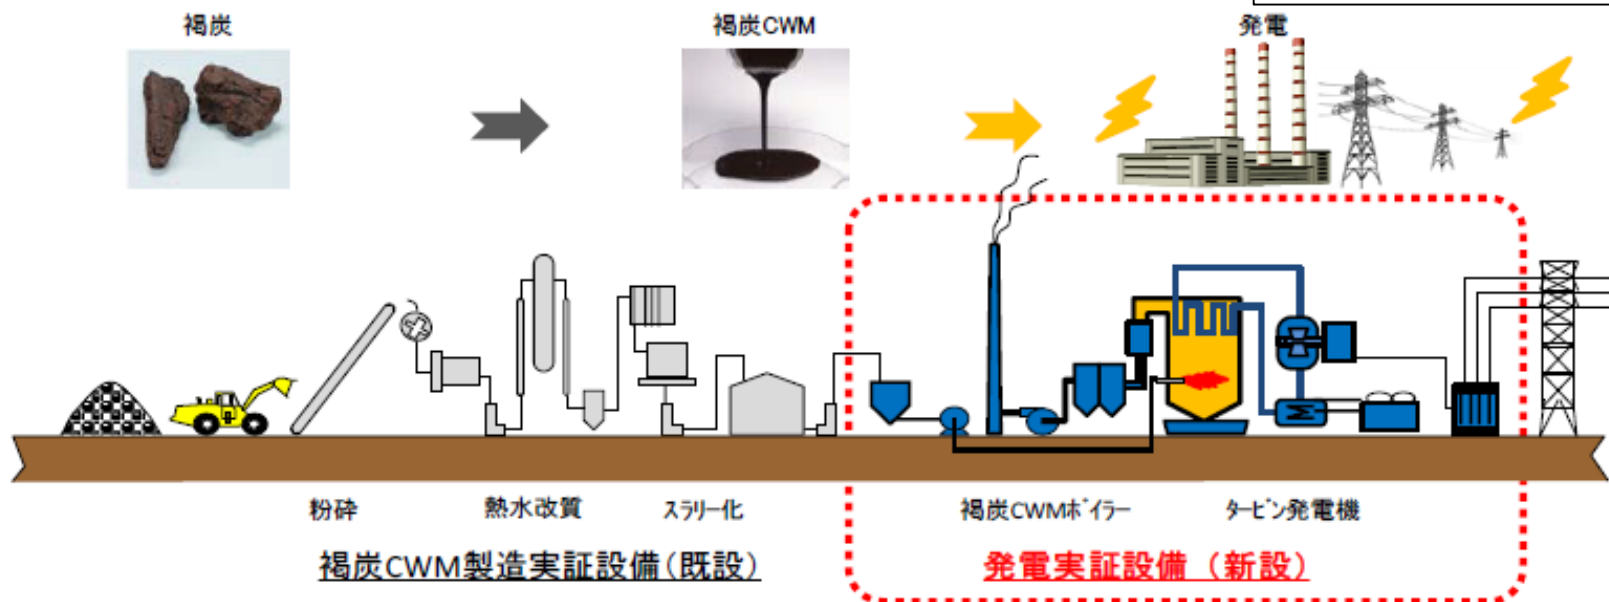 褐炭
褐炭CWM
発電
粉砕
熱水改質
スラリー化
褐炭CWMボイラー
タービン発電機
褐炭CWM製造実証設備(既設)
発電実証設備 (新設)